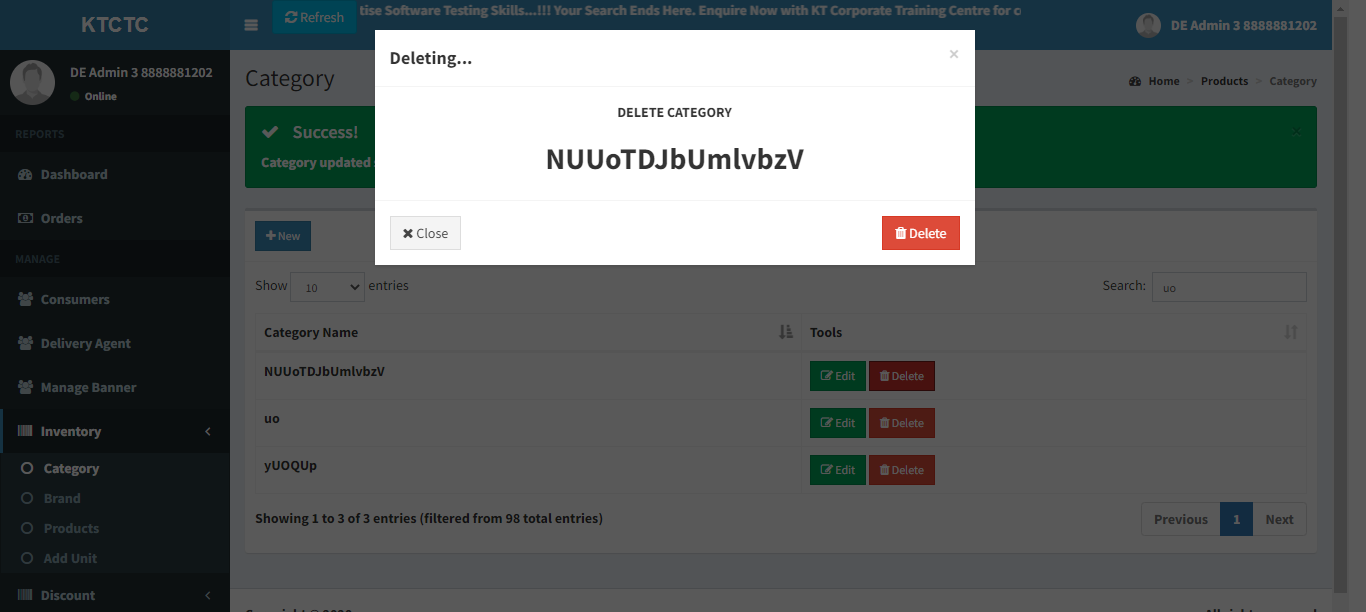 KTCTC
Refresh
tise Software Testing Skills...!!! Your Search Ends Here. Enquire Now with KT Corporate Training Centre for c
DE Admin 3 8888881202
DE Admin 3 8888881202
Online
REPORTS
Dashboard
Orders
MANAGE
Consumers
Delivery Agent
Manage Banner
Inventory
Category
Brand
Products
Add Unit
Discount
Category
Home > Products > Category
Success!
Category updated
Deleting...
×
DELETE CATEGORY
NUUoTDJbUmlvbzV
Close
Delete
New
Show 10 entries
Search: uo
Category Name Tools
NUUoTDJbUmlvbzV Edit Delete
uo Edit Delete
yUOQUp Edit Delete
Showing 1 to 3 of 3 entries (filtered from 98 total entries)
Previous 1 Next